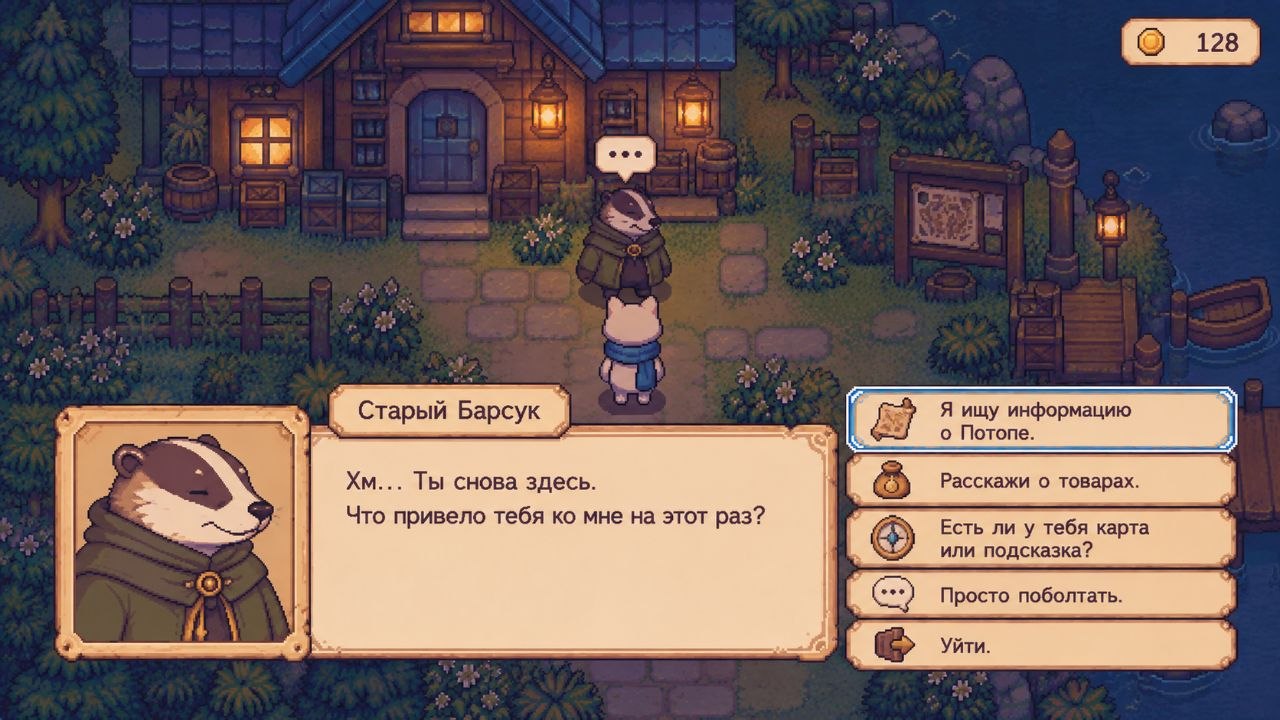 128
Старый Барсук
Хм... Ты снова здесь.
Что привело тебя ко мне на этот раз?
Я ищу информацию
о Потопе.
Расскажи о товарах.
Есть ли у тебя карта
или подсказка?
Просто поболтать.
Уйти.